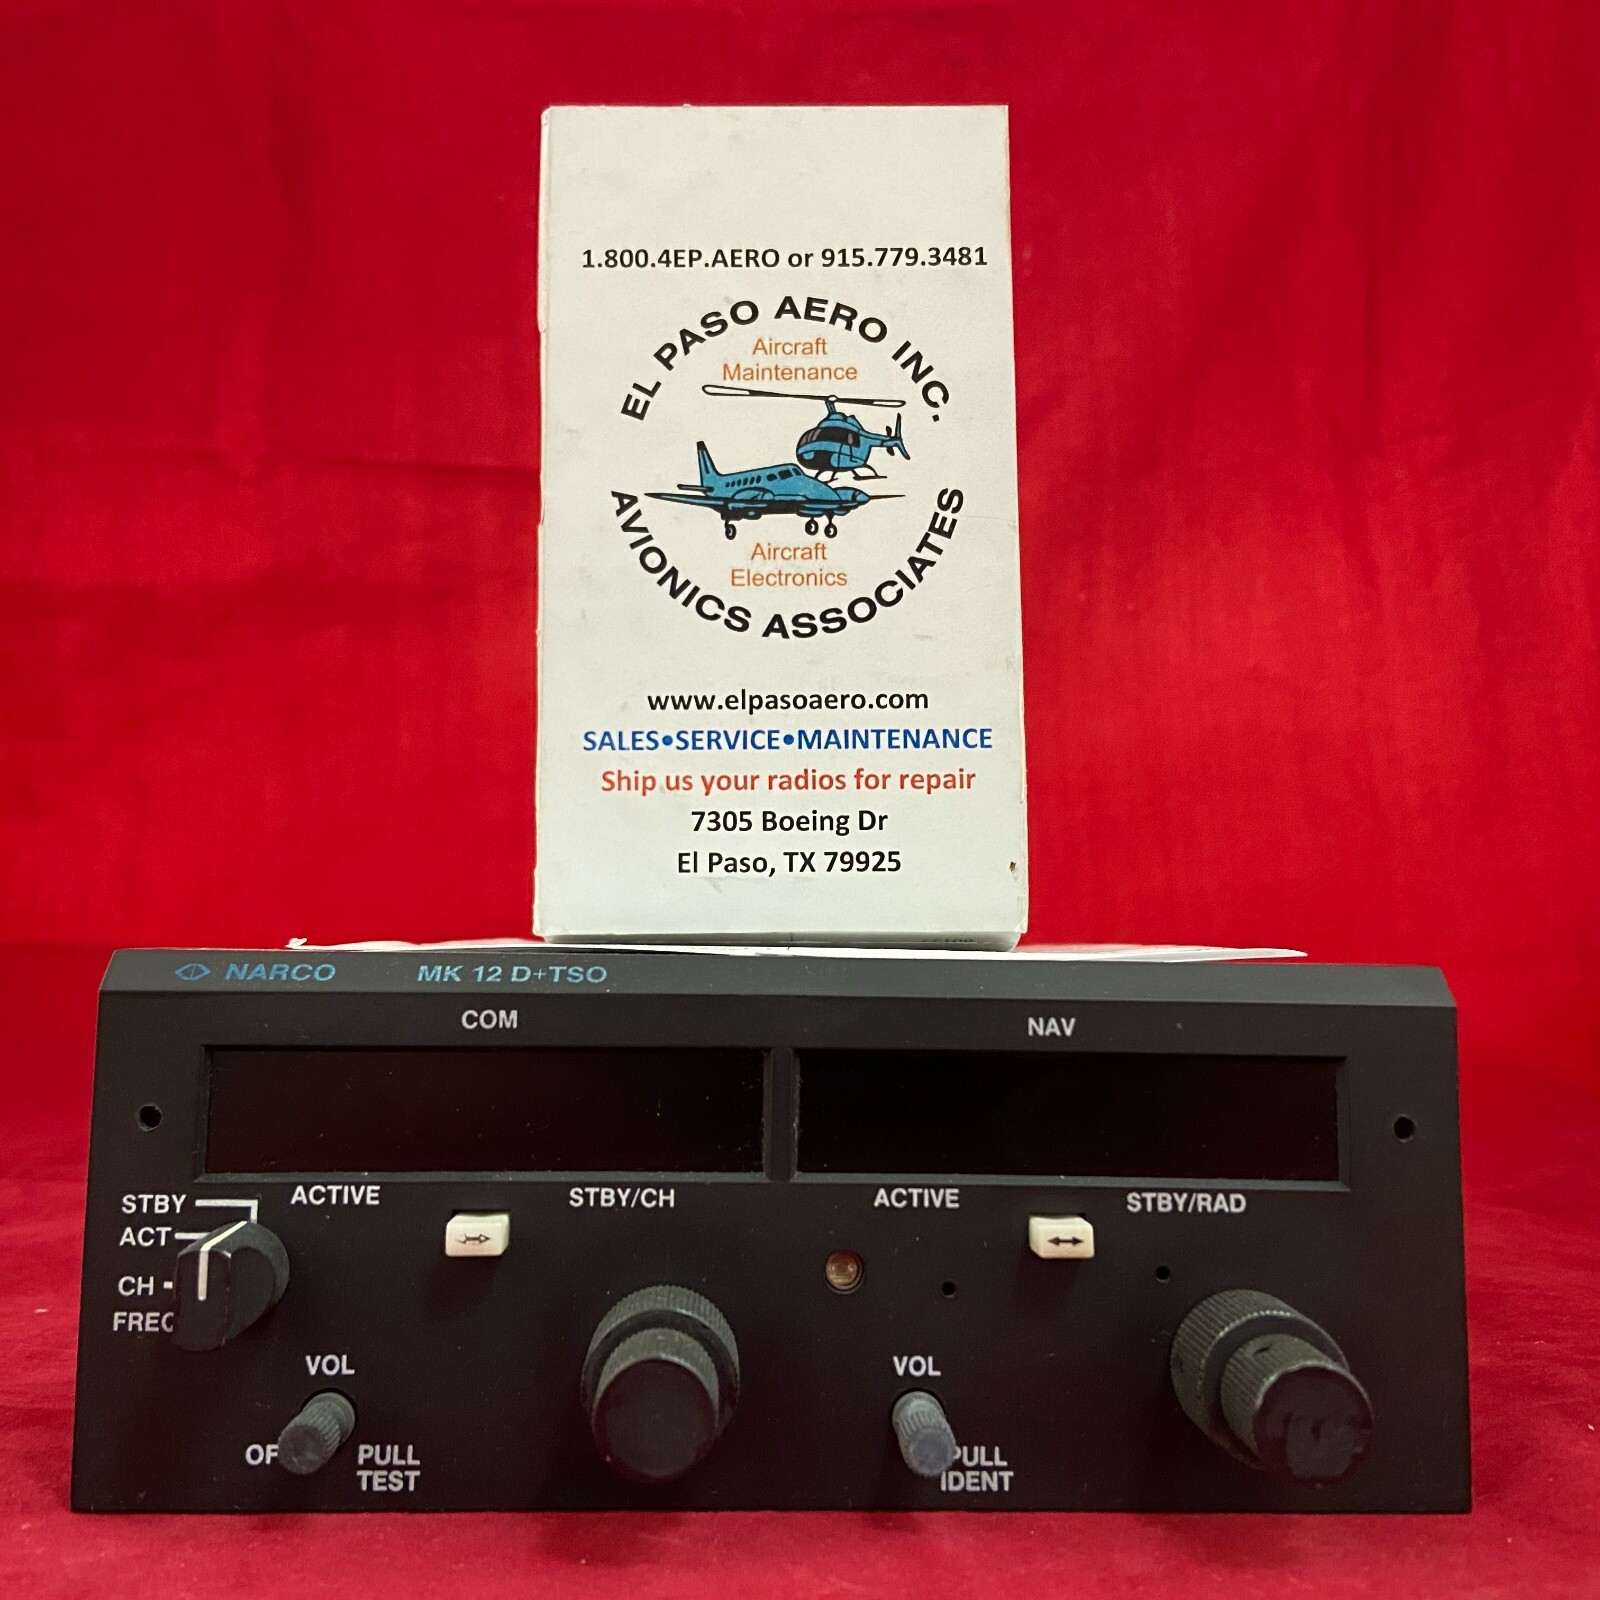 1.800.4EP.AERO or 915.779.3481
EL PASO AERO INC.
Aircraft
Maintenance
Aircraft
Electronics
AVIONICS ASSOCIATES
www.elpasoaero.com
SALES•SERVICE•MAINTENANCE
Ship us your radios for repair
7305 Boeing Dr
El Paso, TX 79925
NARCO MK 12 D+TSO
COM NAV
ACTIVE STBY/CH ACTIVE STBY/RAD
STBY
ACT
CH
FREQ
VOL VOL
OF PULL PULL
TEST IDENT